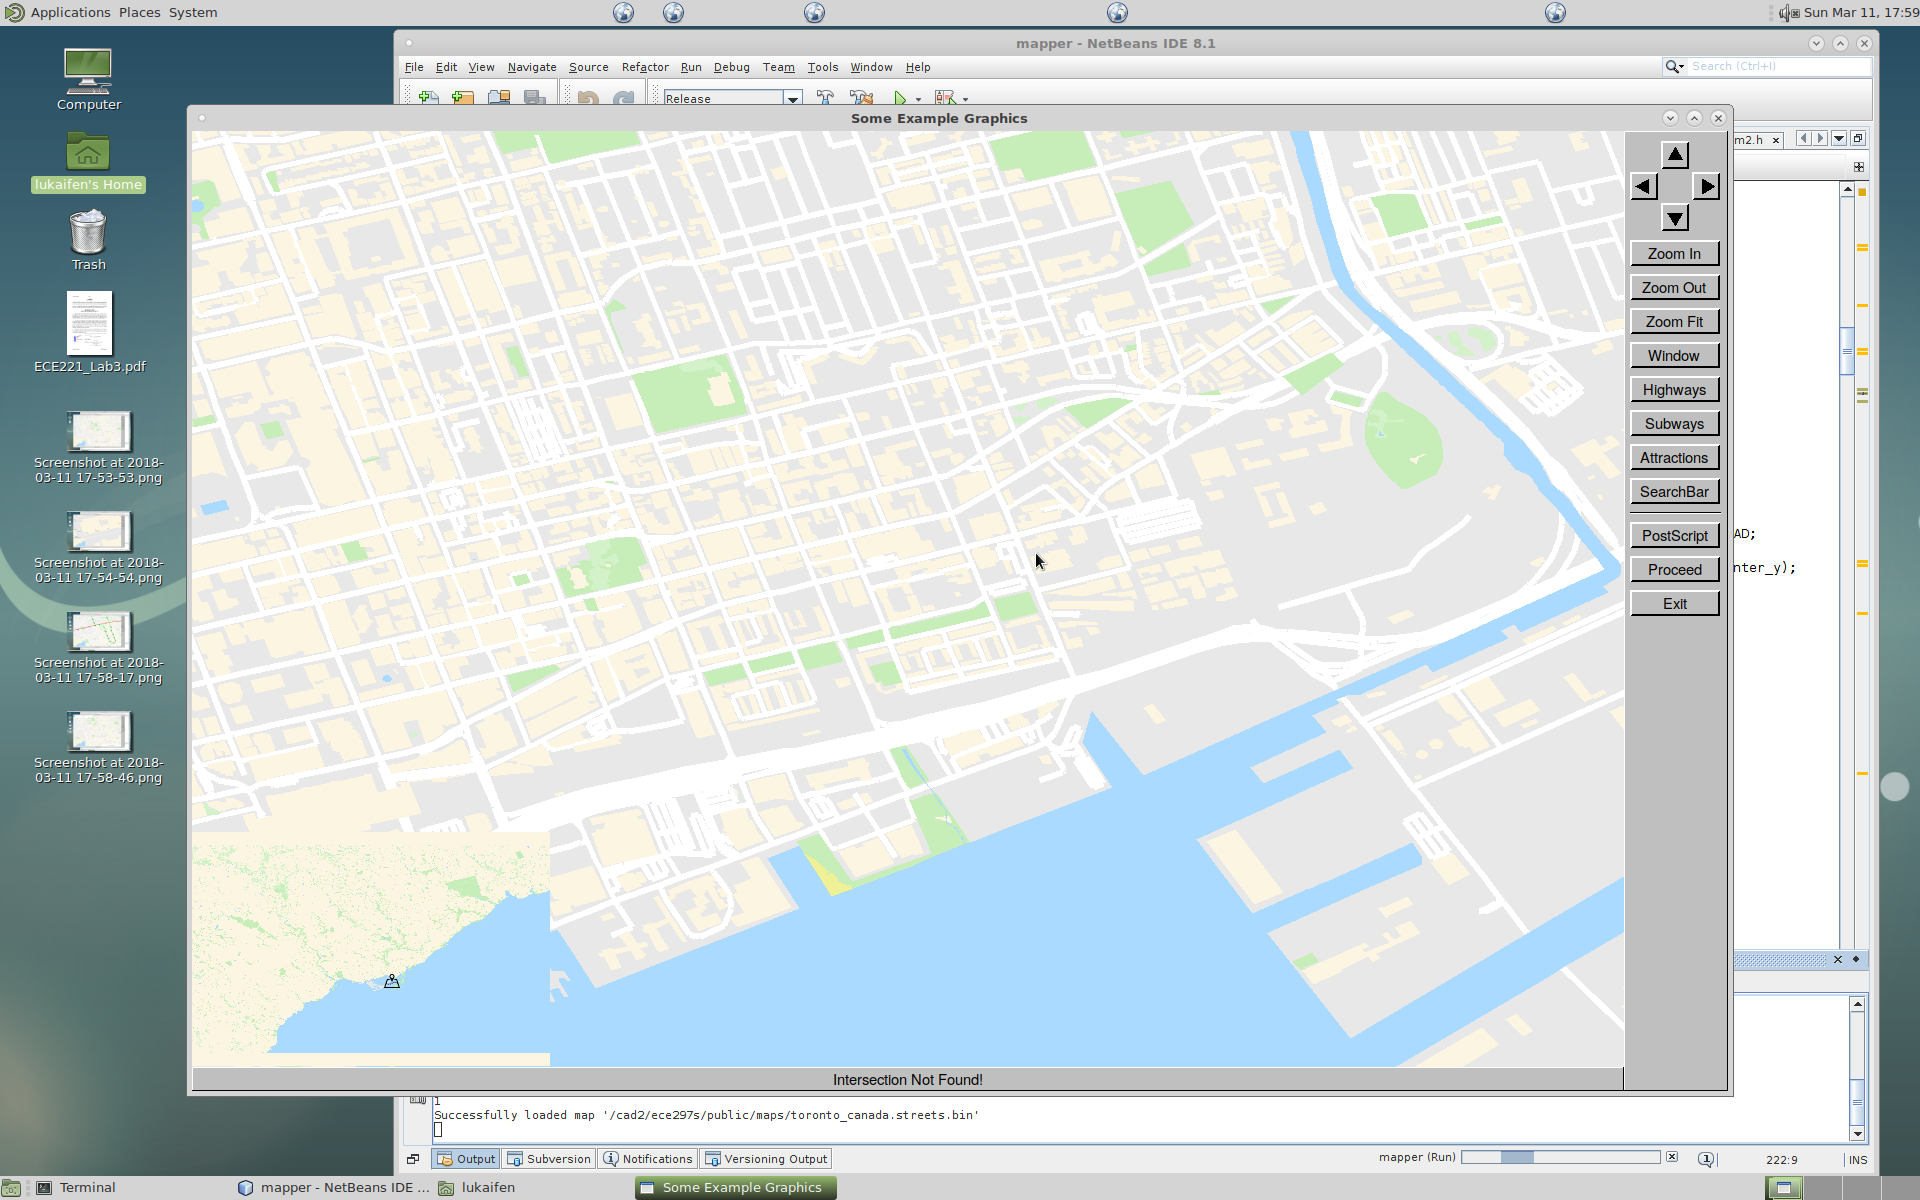 Applications Places System
Sun Mar 11, 17:59
mapper - NetBeans IDE 8.1
File Edit View Navigate Source Refactor Run Debug Team Tools Window Help
Search (Ctrl+I)
Release
Computer
lukaifen's Home
Trash
ECE221_Lab3.pdf
Screenshot at 2018-
03-11 17-53-53.png
Screenshot at 2018-
03-11 17-54-54.png
Screenshot at 2018-
03-11 17-58-17.png
Screenshot at 2018-
03-11 17-58-46.png
Some Example Graphics
Zoom In
Zoom Out
Zoom Fit
Window
Highways
Subways
Attractions
SearchBar
PostScript
Proceed
Exit
m2.h
AD;
nter_y);
Intersection Not Found!
1
Successfully loaded map '/cad2/ece297s/public/maps/toronto_canada.streets.bin'
Output Subversion Notifications Versioning Output
mapper (Run)
222:9 INS
Terminal
mapper - NetBeans IDE ...
lukaifen
Some Example Graphics